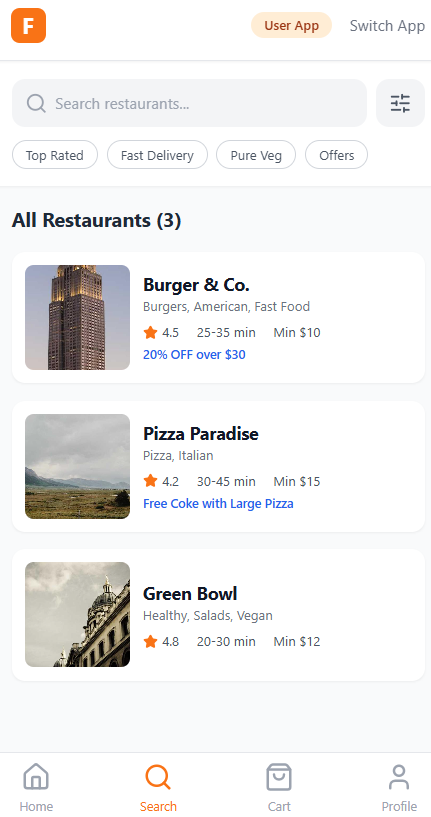 F
User App
Switch App
Search restaurants...
Top Rated
Fast Delivery
Pure Veg
Offers
All Restaurants (3)
Burger & Co.
Burgers, American, Fast Food
4.5 25-35 min Min $10
20% OFF over $30
Pizza Paradise
Pizza, Italian
4.2 30-45 min Min $15
Free Coke with Large Pizza
Green Bowl
Healthy, Salads, Vegan
4.8 20-30 min Min $12
Home
Search
Cart
Profile